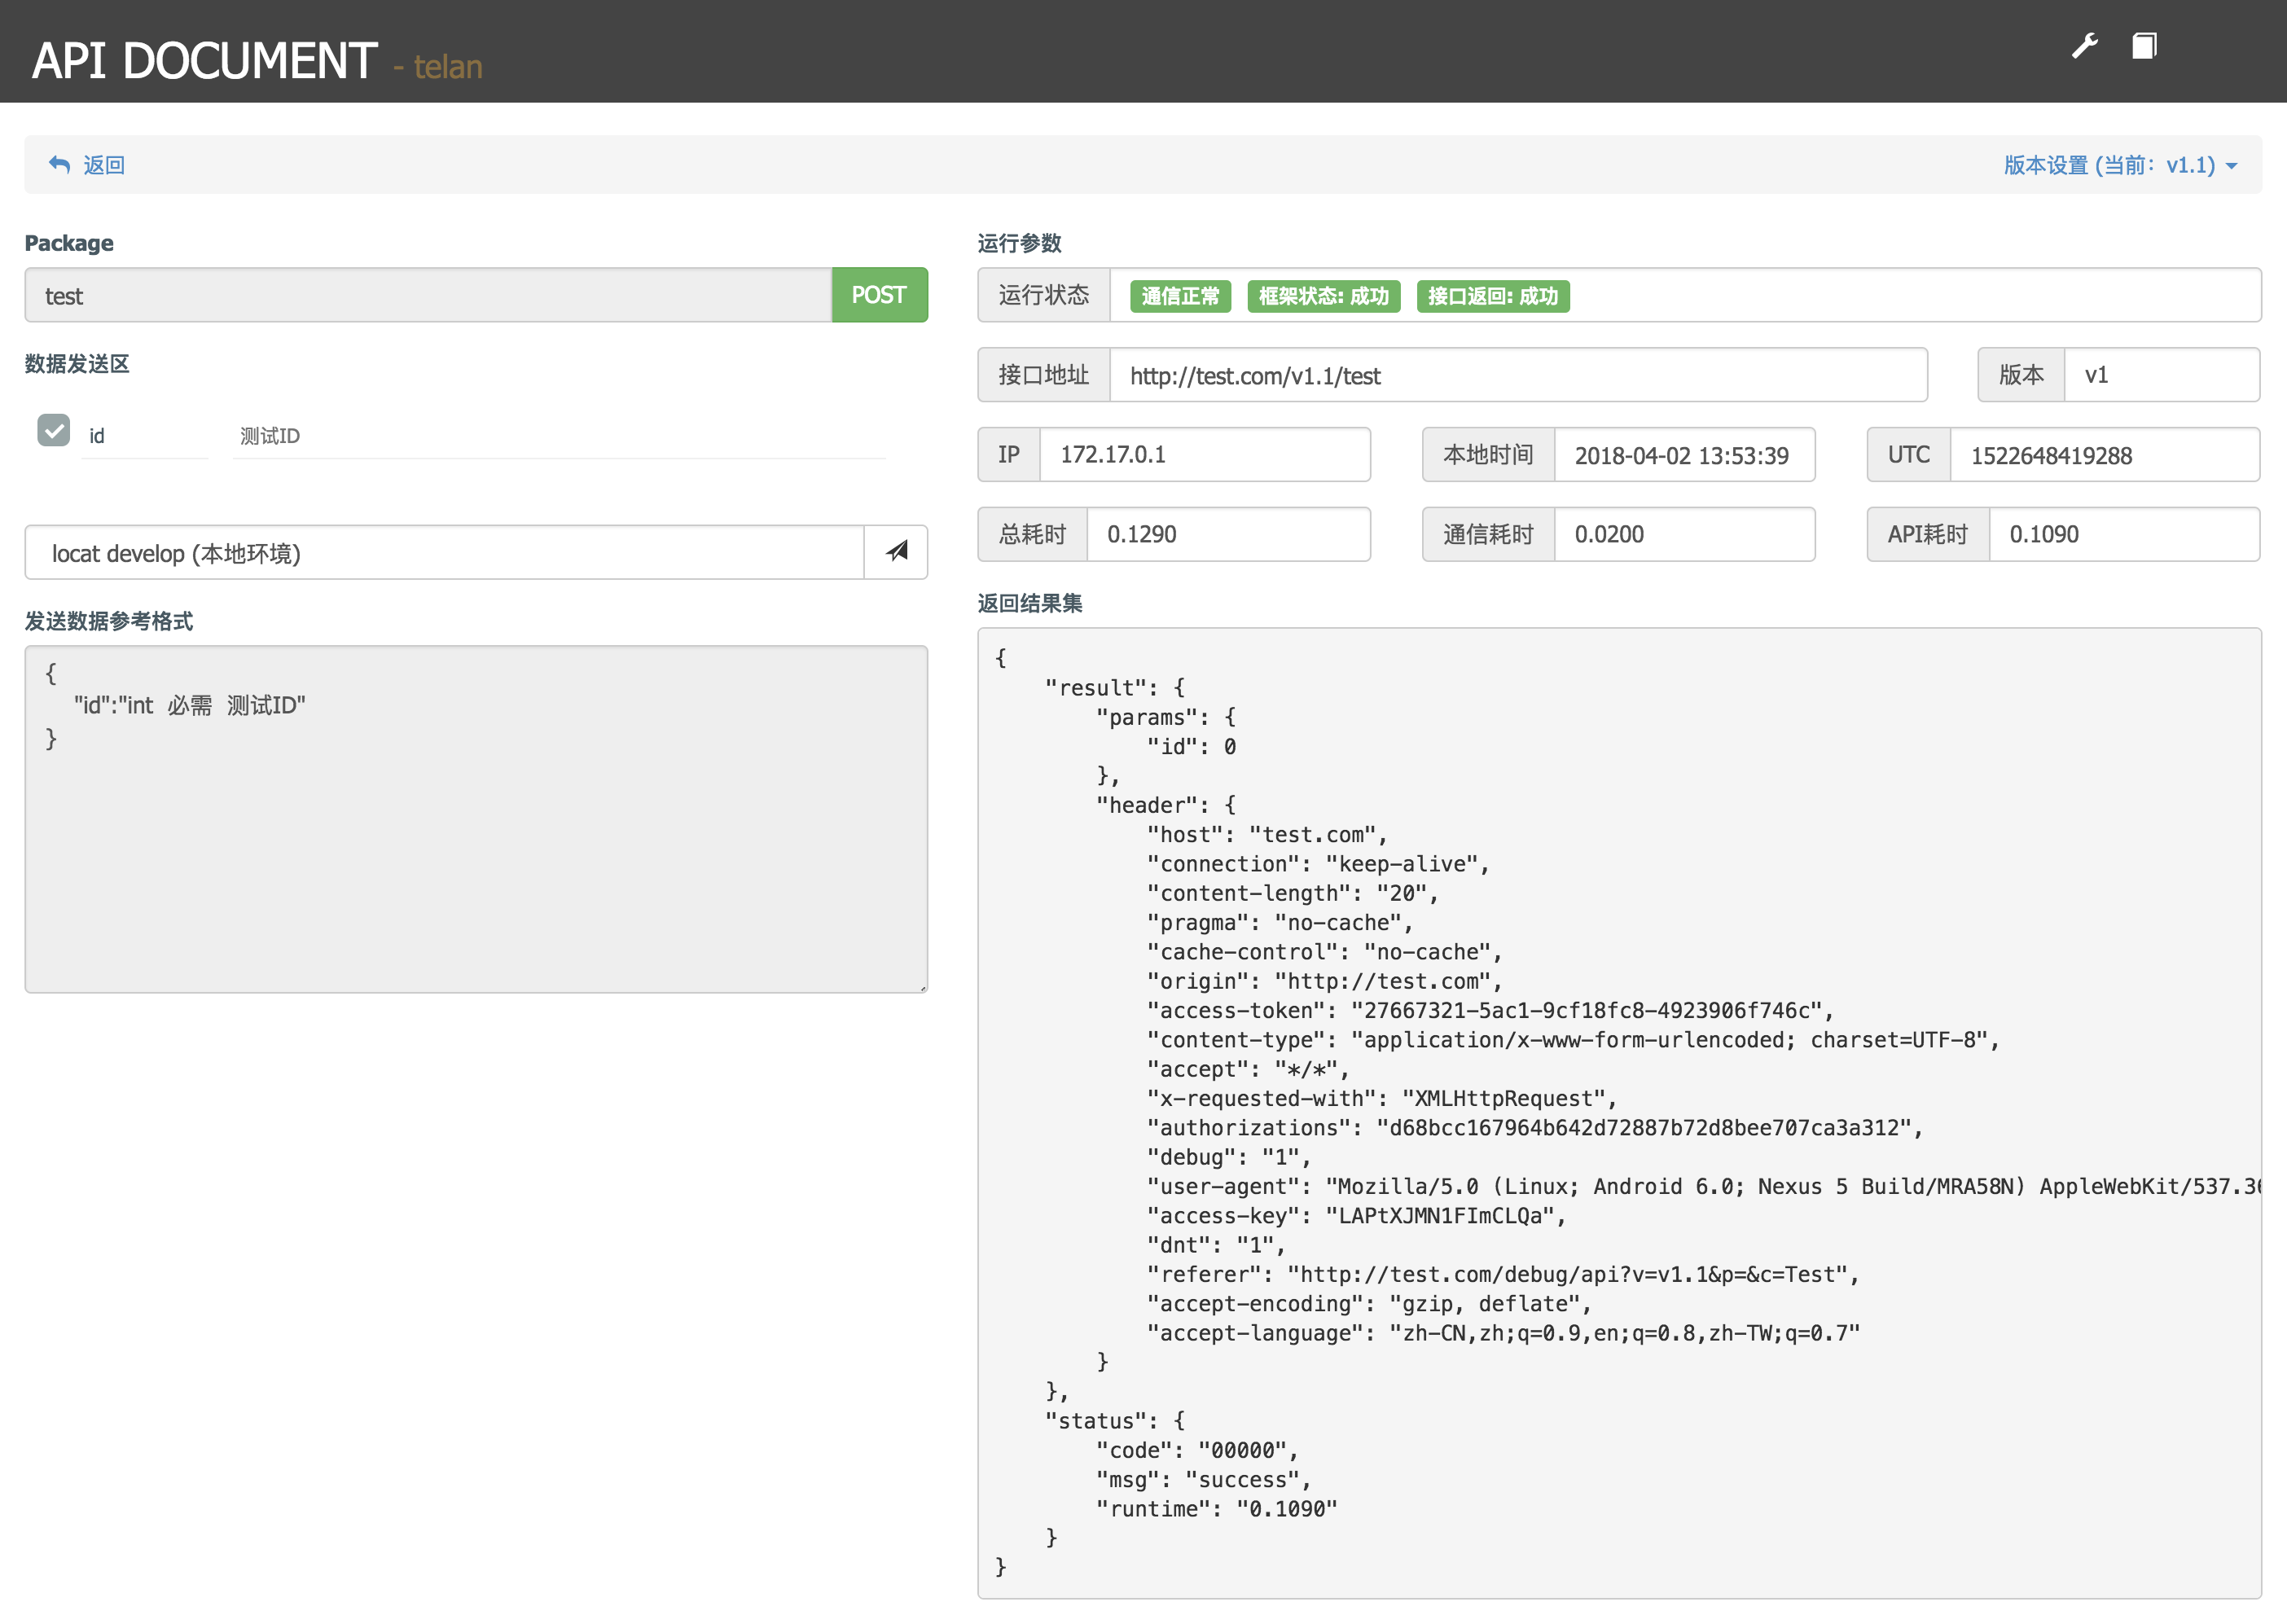 API DOCUMENT - telan
返回
版本设置 (当前：v1.1)
Package
test POST
数据发送区
id 测试ID
locat develop (本地环境)
发送数据参考格式
{
"id":"int 必需 测试ID"
}
运行参数
运行状态 通信正常 框架状态: 成功 接口返回: 成功
接口地址 http://test.com/v1.1/test 版本 v1
IP 172.17.0.1 本地时间 2018-04-02 13:53:39 UTC 1522648419288
总耗时 0.1290 通信耗时 0.0200 API耗时 0.1090
返回结果集
{
"result": {
"params": {
"id": 0
},
"header": {
"host": "test.com",
"connection": "keep-alive",
"content-length": "20",
"pragma": "no-cache",
"cache-control": "no-cache",
"origin": "http://test.com",
"access-token": "27667321-5ac1-9cf18fc8-4923906f746c",
"content-type": "application/x-www-form-urlencoded; charset=UTF-8",
"accept": "*/*",
"x-requested-with": "XMLHttpRequest",
"authorizations": "d68bcc167964b642d72887b72d8bee707ca3a312",
"debug": "1",
"user-agent": "Mozilla/5.0 (Linux; Android 6.0; Nexus 5 Build/MRA58N) AppleWebKit/537.36
"access-key": "LAPtXJMN1FImCLQa",
"dnt": "1",
"referer": "http://test.com/debug/api?v=v1.1&p=&c=Test",
"accept-encoding": "gzip, deflate",
"accept-language": "zh-CN,zh;q=0.9,en;q=0.8,zh-TW;q=0.7"
}
},
"status": {
"code": "00000",
"msg": "success",
"runtime": "0.1090"
}
}